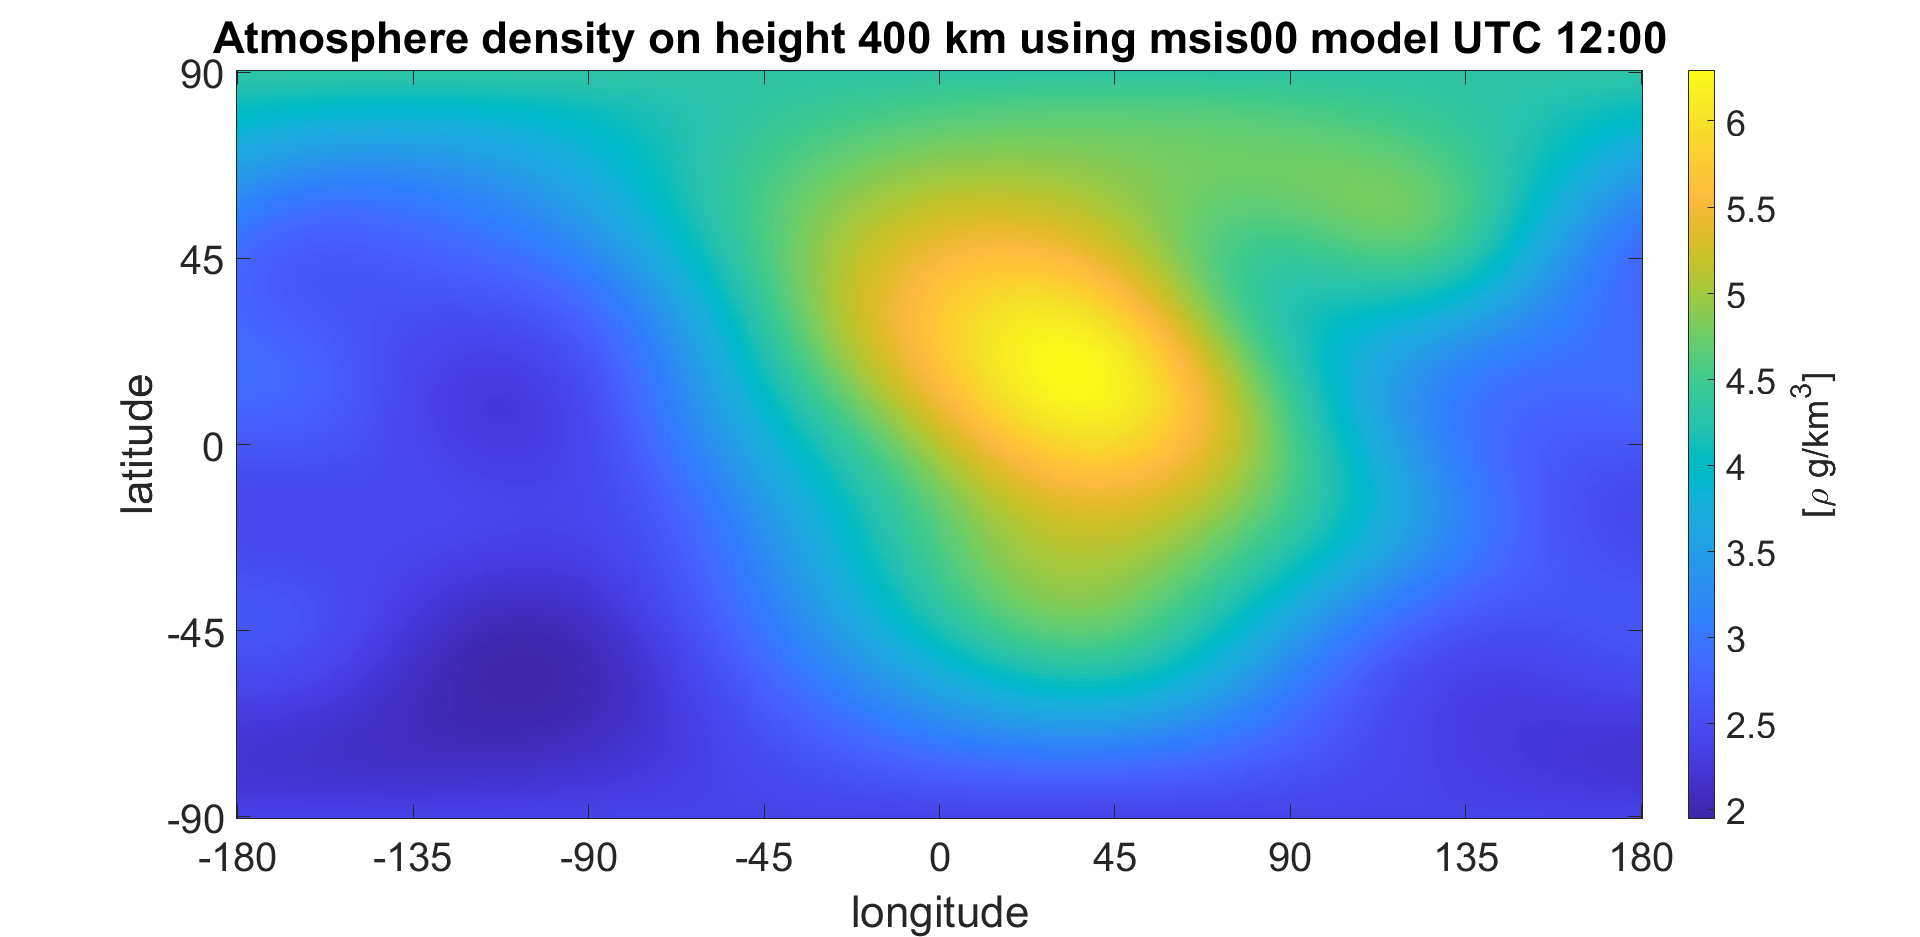 Atmosphere density on height 400 km using msis00 model UTC 12:00
90
45
0
-45
-90
latitude
-180 -135 -90 -45 0 45 90 135 180
longitude
6
5.5
5
4.5
4
3.5
3
2.5
2
[ρ g/km³]